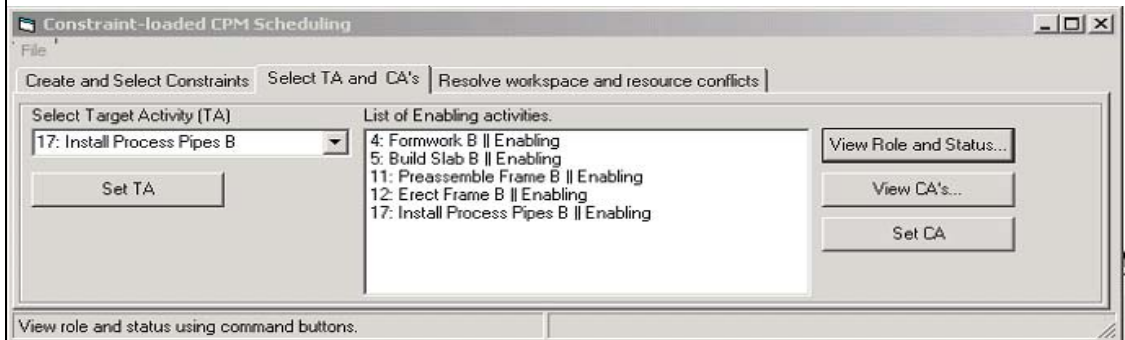 Constraint-loaded CPM Scheduling
File
Create and Select Constraints
Select TA and CA's
Resolve workspace and resource conflicts
Select Target Activity (TA)
17: Install Process Pipes B
Set TA
List of Enabling activities.
4: Formwork B || Enabling
5: Build Slab B || Enabling
11: Preassemble Frame B || Enabling
12: Erect Frame B || Enabling
17: Install Process Pipes B || Enabling
View Role and Status...
View CA's...
Set CA
View role and status using command buttons.